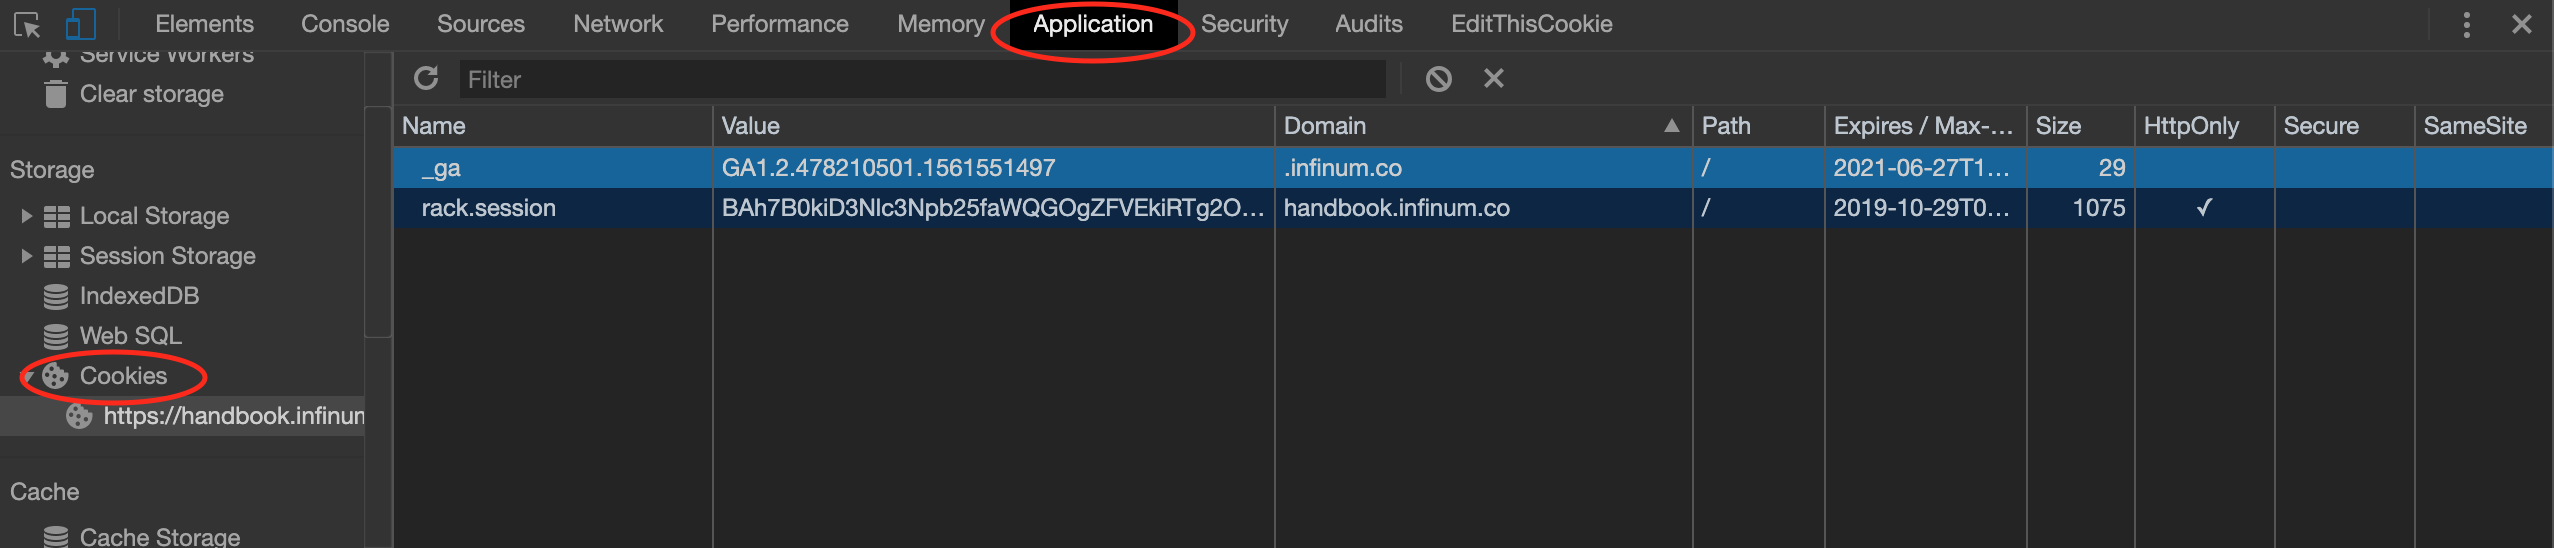 Elements Console Sources Network Performance Memory Application Security Audits EditThisCookie
Service Workers
Clear storage
Storage
Local Storage
Session Storage
IndexedDB
Web SQL
Cookies
https://handbook.infinum
Cache
Cache Storage
Filter
Name Value Domain Path Expires / Max-... Size HttpOnly Secure SameSite
_ga GA1.2.478210501.1561551497 .infinum.co / 2021-06-27T1... 29
rack.session BAh7B0kiD3Nlc3Npb25faWQGOgZFVEkiRTg2O... handbook.infinum.co / 2019-10-29T0... 1075 ✓